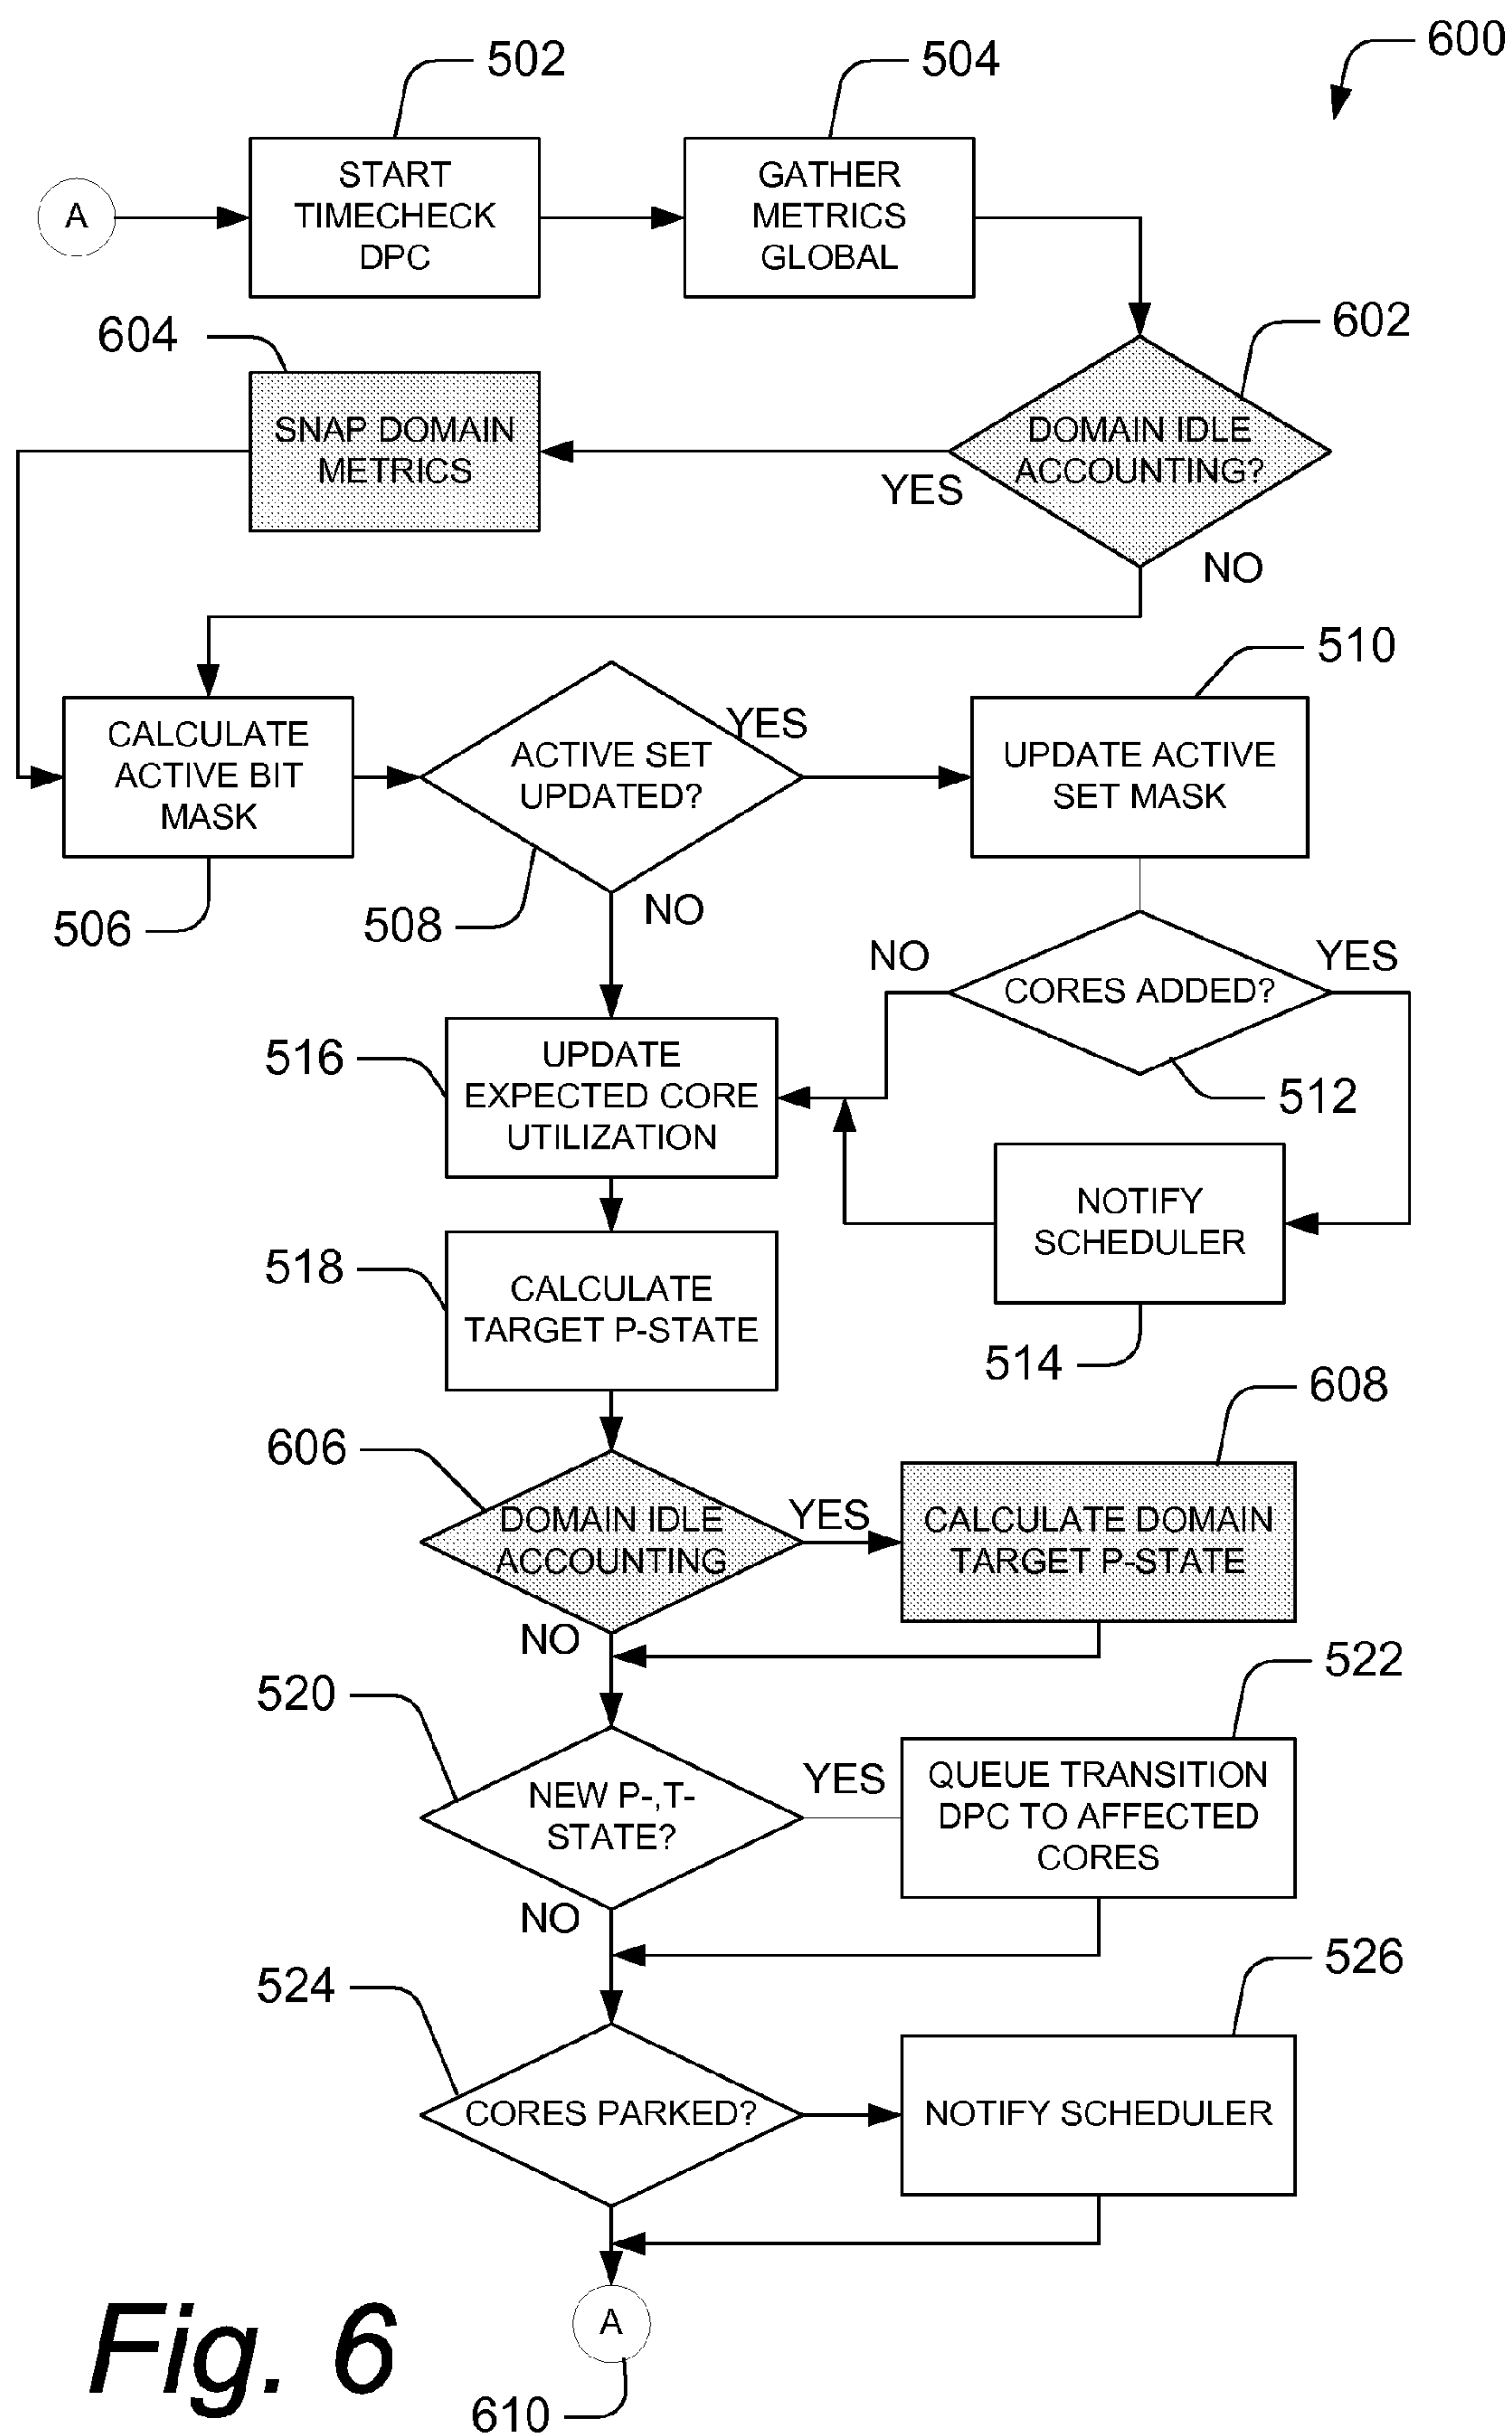 600
502
504
A
START
TIMECHECK
DPC
GATHER
METRICS
GLOBAL
604
602
SNAP DOMAIN
METRICS
DOMAIN IDLE
ACCOUNTING?
YES
NO
510
CALCULATE
ACTIVE BIT
MASK
ACTIVE SET
UPDATED?
YES
UPDATE ACTIVE
SET MASK
506
508
NO
NO
YES
CORES ADDED?
516
UPDATE
EXPECTED CORE
UTILIZATION
512
NOTIFY
SCHEDULER
518
CALCULATE
TARGET P-STATE
514
608
606
DOMAIN IDLE
ACCOUNTING
YES
CALCULATE DOMAIN
TARGET P-STATE
NO
522
520
NEW P-,T-
STATE?
YES
QUEUE TRANSITION
DPC TO AFFECTED
CORES
NO
526
524
CORES PARKED?
NOTIFY SCHEDULER
A
Fig. 6
610